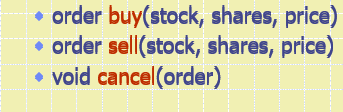 • order buy(stock, shares, price)
• order sell(stock, shares, price)
• void cancel(order)